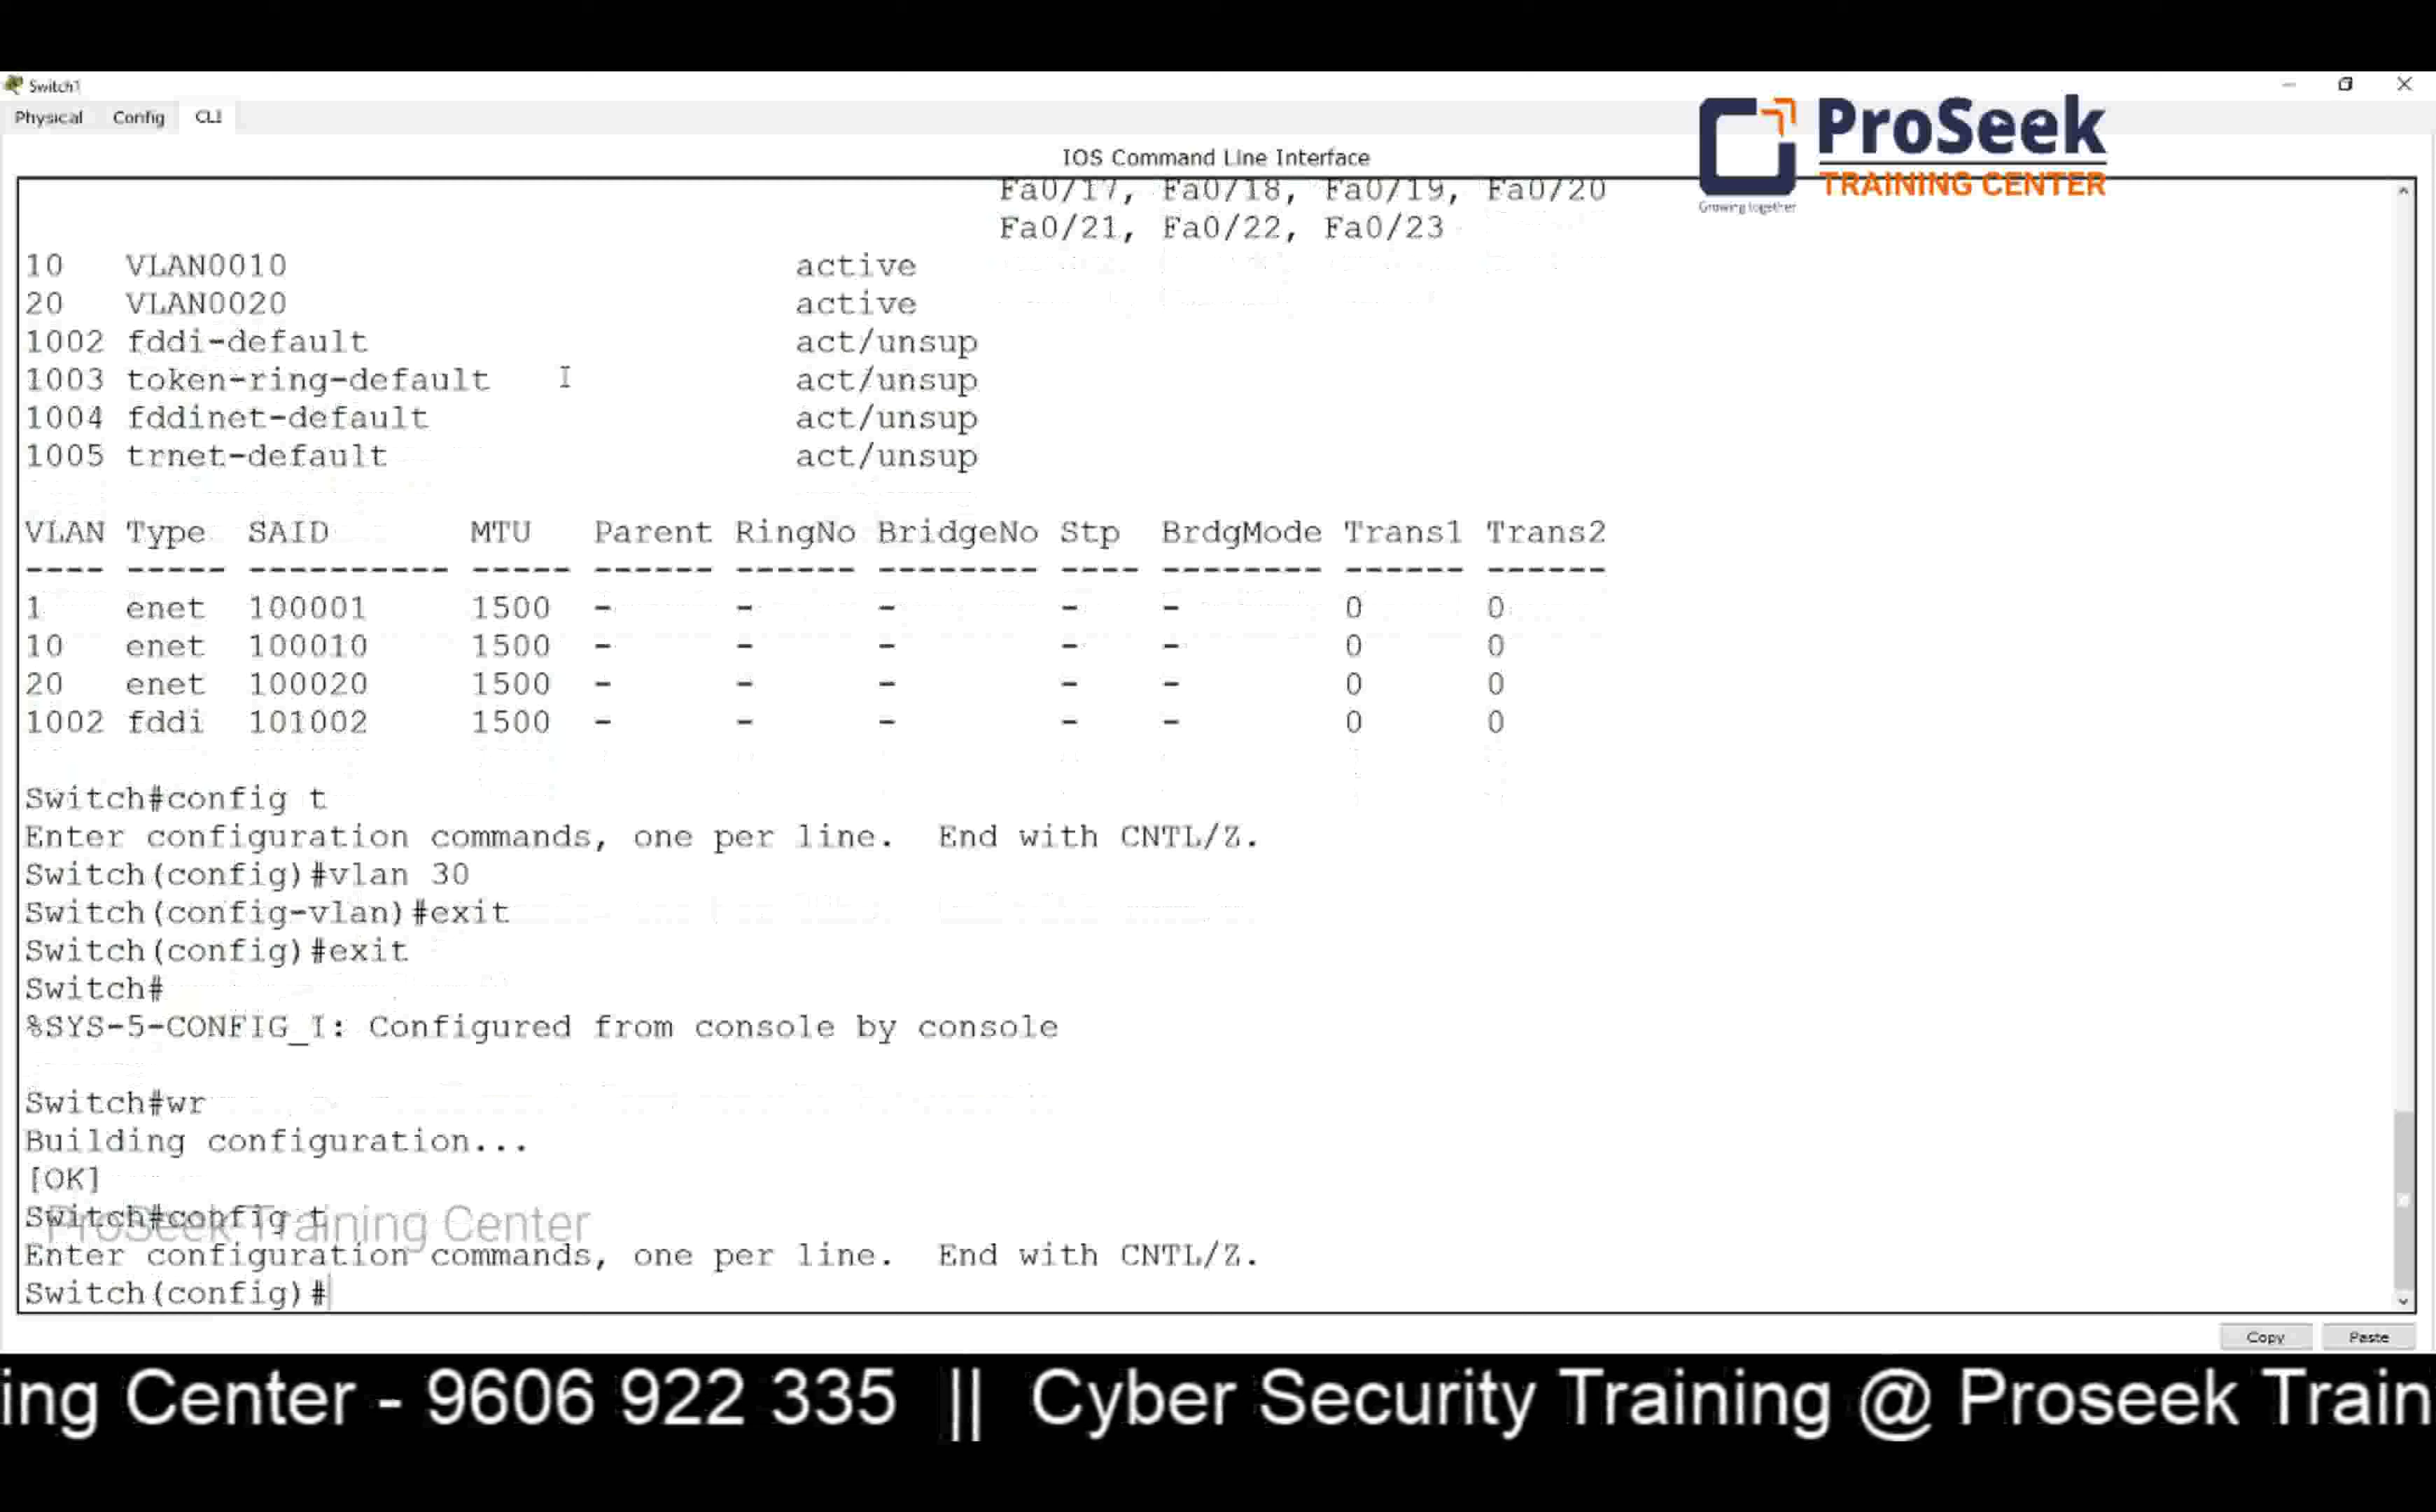 Switch1
Physical Config CLI
ProSeek
TRAINING CENTER
Growing together
IOS Command Line Interface
Fa0/17, Fa0/18, Fa0/19, Fa0/20
Fa0/21, Fa0/22, Fa0/23
10 VLAN0010 active
20 VLAN0020 active
1002 fddi-default act/unsup
1003 token-ring-default act/unsup
1004 fddinet-default act/unsup
1005 trnet-default act/unsup
VLAN Type SAID MTU Parent RingNo BridgeNo Stp BrdgMode Trans1 Trans2
---- ----- ---------- ----- ------ ------ -------- ---- -------- ------ ------
1 enet 100001 1500 - - - - - 0 0
10 enet 100010 1500 - - - - - 0 0
20 enet 100020 1500 - - - - - 0 0
1002 fddi 101002 1500 - - - - - 0 0
Switch#config t
Enter configuration commands, one per line. End with CNTL/Z.
Switch(config)#vlan 30
Switch(config-vlan)#exit
Switch(config)#exit
Switch#
%SYS-5-CONFIG_I: Configured from console by console
Switch#wr
Building configuration...
[OK]
Switch#config t
ProSeek Training Center
Enter configuration commands, one per line. End with CNTL/Z.
Switch(config)#
Copy Paste
ing Center - 9606 922 335 || Cyber Security Training @ Proseek Train